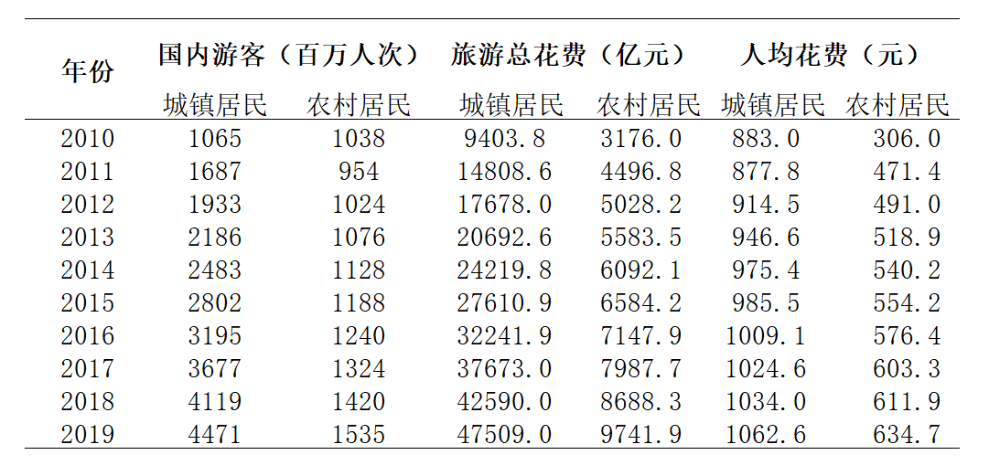 年份 国内游客（百万人次） 旅游总花费（亿元） 人均花费（元）
城镇居民 农村居民 城镇居民 农村居民 城镇居民 农村居民
2010 1065 1038 9403.8 3176.0 883.0 306.0
2011 1687 954 14808.6 4496.8 877.8 471.4
2012 1933 1024 17678.0 5028.2 914.5 491.0
2013 2186 1076 20692.6 5583.5 946.6 518.9
2014 2483 1128 24219.8 6092.1 975.4 540.2
2015 2802 1188 27610.9 6584.2 985.5 554.2
2016 3195 1240 32241.9 7147.9 1009.1 576.4
2017 3677 1324 37673.0 7987.7 1024.6 603.3
2018 4119 1420 42590.0 8688.3 1034.0 611.9
2019 4471 1535 47509.0 9741.9 1062.6 634.7